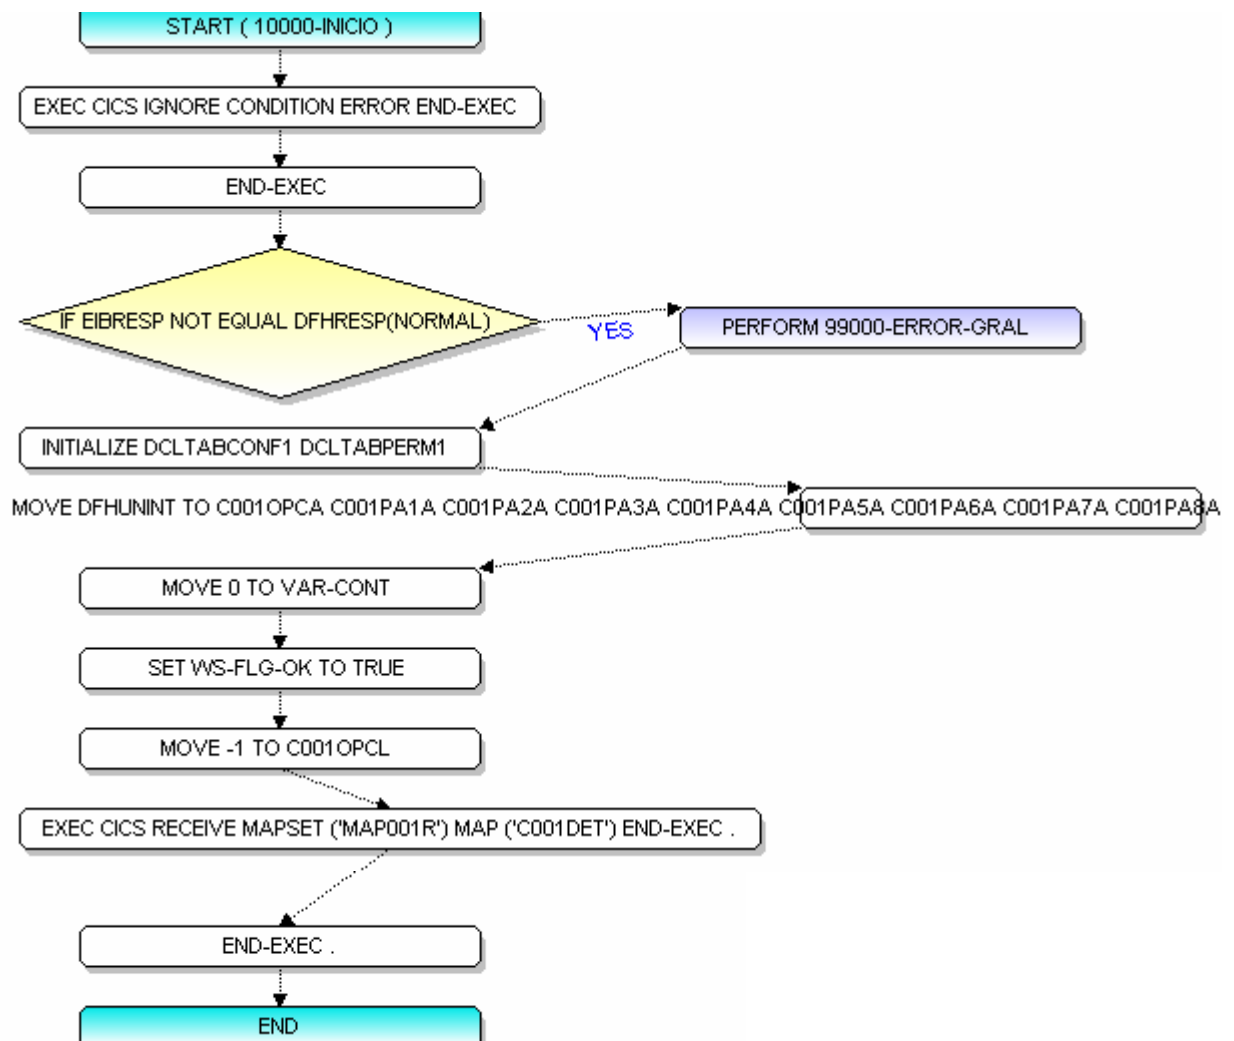 START ( 10000-INICIO )
EXEC CICS IGNORE CONDITION ERROR END-EXEC
END-EXEC
IF EIBRESP NOT EQUAL DFHRESP(NORMAL)
YES
PERFORM 99000-ERROR-GRAL
INITIALIZE DCLTABCONF1 DCLTABPERM1
MOVE DFHUNINT TO C001OPCA C001PA1A C001PA2A C001PA3A C001PA4A C001PA5A C001PA6A C001PA7A C001PA8A
MOVE 0 TO VAR-CONT
SET WS-FLG-OK TO TRUE
MOVE -1 TO C001OPCL
EXEC CICS RECEIVE MAPSET ('MAP001R') MAP ('C001DET') END-EXEC .
END-EXEC .
END